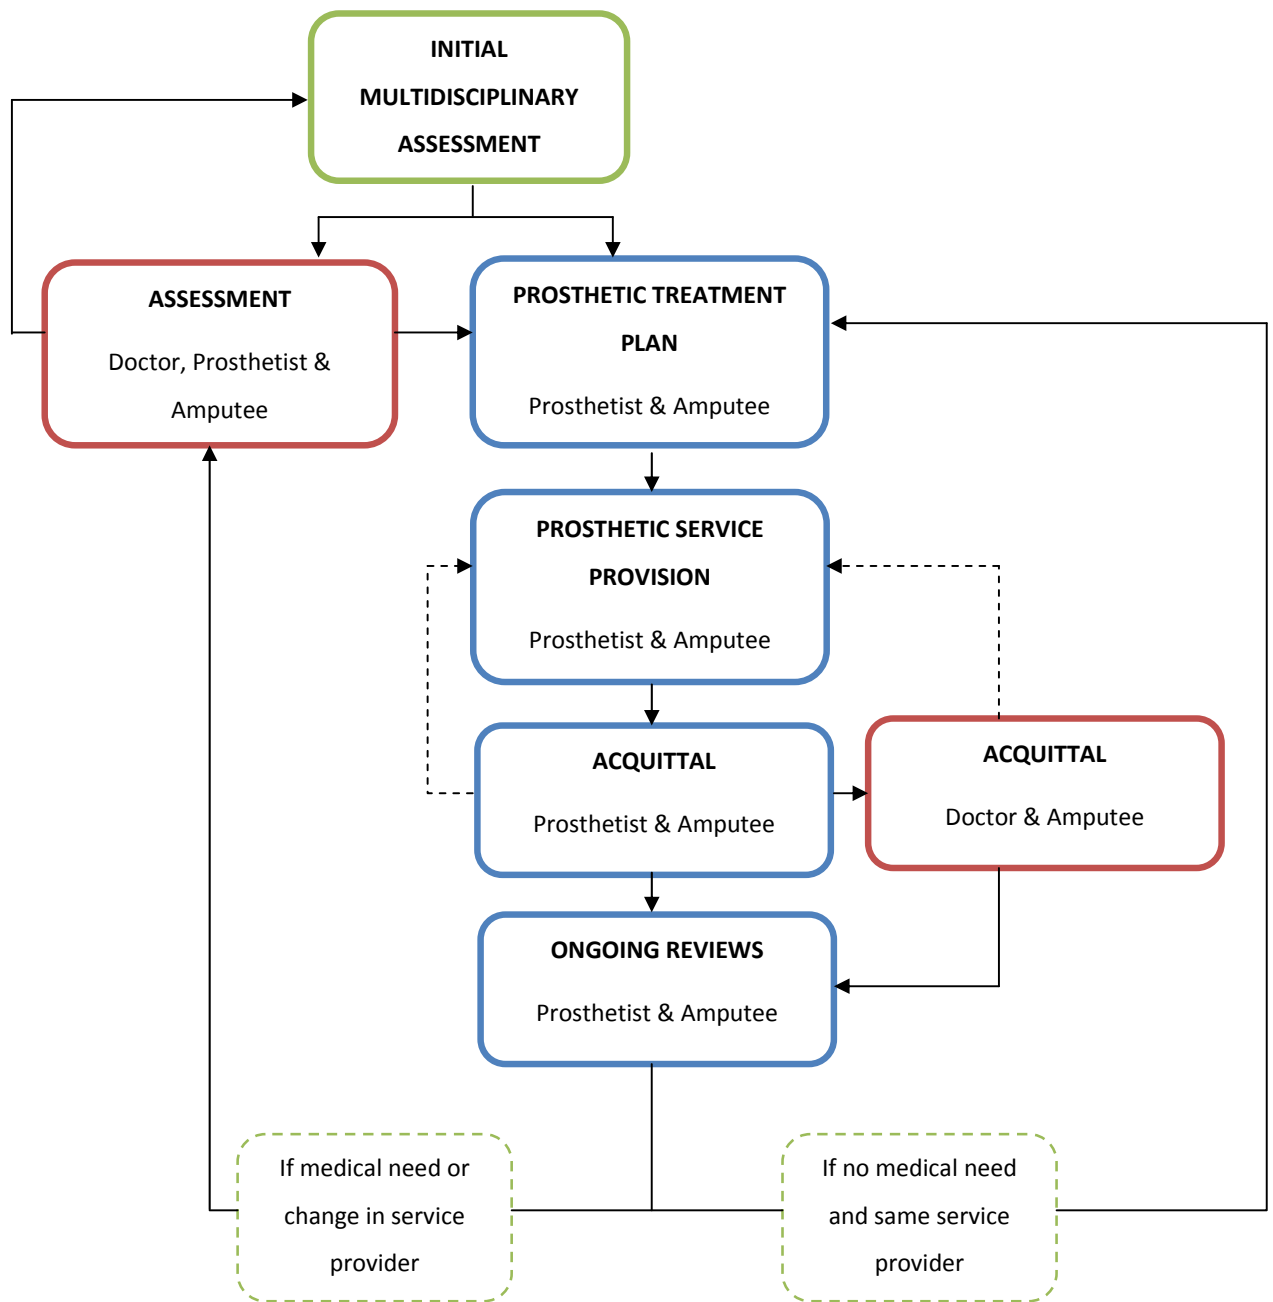 INITIAL
MULTIDISCIPLINARY
ASSESSMENT
ASSESSMENT
Doctor, Prosthetist &
Amputee
PROSTHETIC TREATMENT
PLAN
Prosthetist & Amputee
PROSTHETIC SERVICE
PROVISION
Prosthetist & Amputee
ACQUITTAL
Prosthetist & Amputee
ACQUITTAL
Doctor & Amputee
ONGOING REVIEWS
Prosthetist & Amputee
If medical need or
change in service
provider
If no medical need
and same service
provider